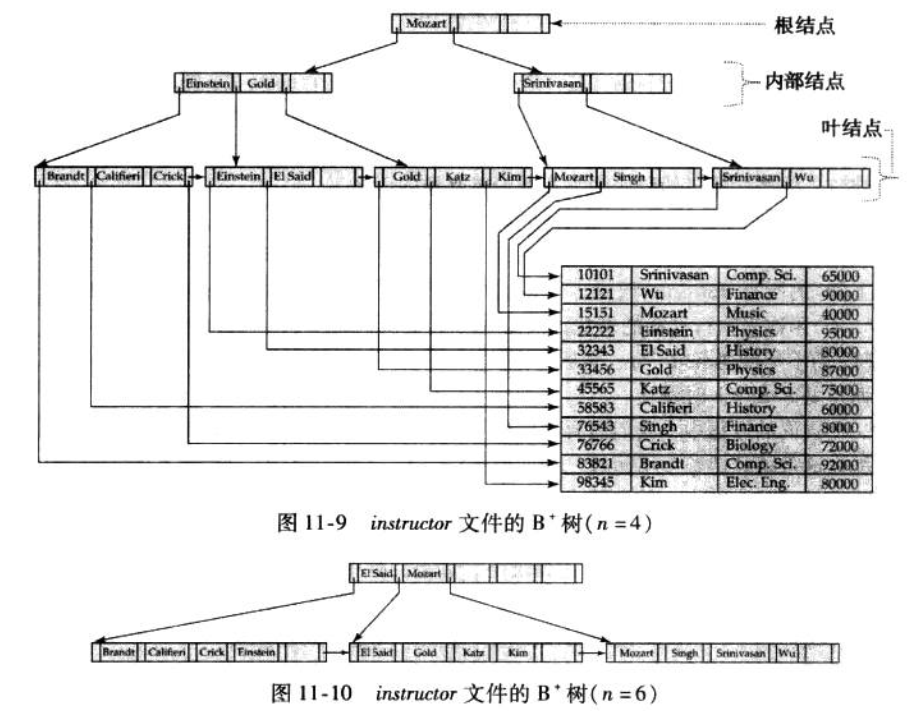 Mozart
根结点
Einstein Gold
Srinivasan
内部结点
叶结点
Brandt Califieri Crick Einstein El Said Gold Katz Kim Mozart Singh Srinivasan Wu
10101 Srinivasan Comp. Sci. 65000
12121 Wu Finance 90000
15151 Mozart Music 40000
22222 Einstein Physics 95000
32343 El Said History 80000
33456 Gold Physics 87000
45565 Katz Comp. Sci. 75000
58583 Califieri History 60000
76543 Singh Finance 80000
76766 Crick Biology 72000
83821 Brandt Comp. Sci. 92000
98345 Kim Elec. Eng. 80000
图 11-9 instructor 文件的 B⁺ 树(n = 4)
El Said Mozart
Brandt Califieri Crick Einstein El Said Gold Katz Kim Mozart Singh Srinivasan Wu
图 11-10 instructor 文件的 B⁺ 树(n = 6)